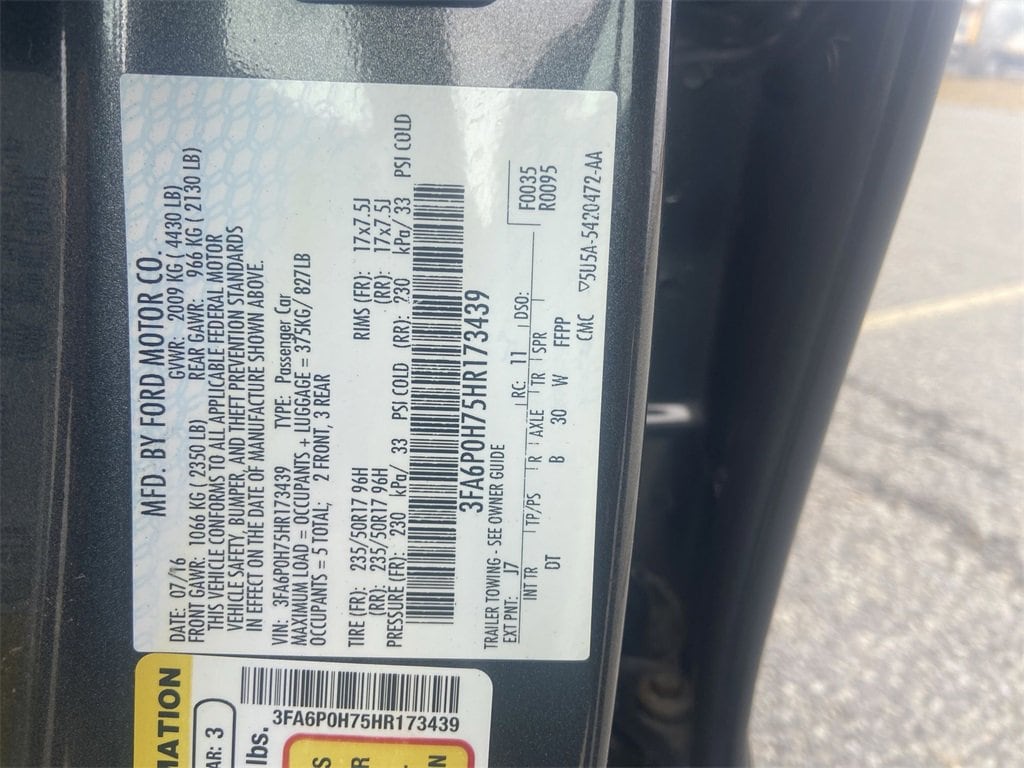 MFD. BY FORD MOTOR CO.
DATE: 07/16 GVWR: 2009 KG ( 4430 LB)
FRONT GAWR: 1066 KG ( 2350 LB) REAR GAWR: 966 KG ( 2130 LB)
THIS VEHICLE CONFORMS TO ALL APPLICABLE FEDERAL MOTOR
VEHICLE SAFETY, BUMPER, AND THEFT PREVENTION STANDARDS
IN EFFECT ON THE DATE OF MANUFACTURE SHOWN ABOVE.
VIN: 3FA6P0H75HR173439 TYPE: Passenger Car
MAXIMUM LOAD = OCCUPANTS + LUGGAGE = 375KG/ 827LB
OCCUPANTS = 5 TOTAL; 2 FRONT, 3 REAR
TIRE (FR): 235/50R17 96H RIMS (FR): 17x7.5J
(RR): 235/50R17 96H (RR): 17x7.5J
PRESSURE (FR): 230 kPa/ 33 PSI COLD (RR): 230 kPa/ 33 PSI COLD
3FA6P0H75HR173439
TRAILER TOWING - SEE OWNER GUIDE F0035
EXT PNT: J7 RC: 11 DSO: R0095
INT TR TP/PS R AXLE TR SPR
DT B 30 W FFPP
CMC ▽5U5A-5420472-AA
MATION
AR: 3
lbs.
3FA6P0H75HR173439